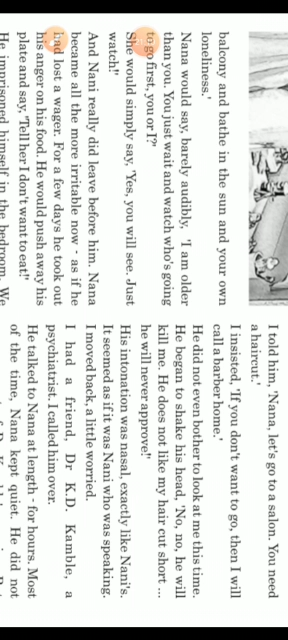 balcony and bathe in the sun and your own
loneliness.'
Nana would say, barely audibly, 'I am older
than you. You just wait and watch who's going
to go first, you or I?'
She would simply say, 'Yes, you will see. Just
watch!'
And Nani really did leave before him. Nana
became all the more irritable now - as if he
had lost a wager. For a few days he took out
his anger on his food. He would push away his
plate and say, 'Tell her I don't want to eat!'
He imprisoned himself in the bedroom. We
I told him, 'Nana, let's go to a salon. You need
a haircut.'
I insisted, 'If you don't want to go, then I will
call a barber home.'
He did not even bother to look at me this time.
He began to shake his head, 'No, no, he will
kill me. He does not like my hair cut short ...
he will never approve!'
His intonation was nasal, exactly like Nani's.
It seemed as if it was Nani who was speaking.
I moved back, a little worried.
I had a friend, Dr K.D. Kamble, a
psychiatrist. I called him over.
He talked to Nana at length - for hours. Most
of the time, Nana kept quiet. He did not